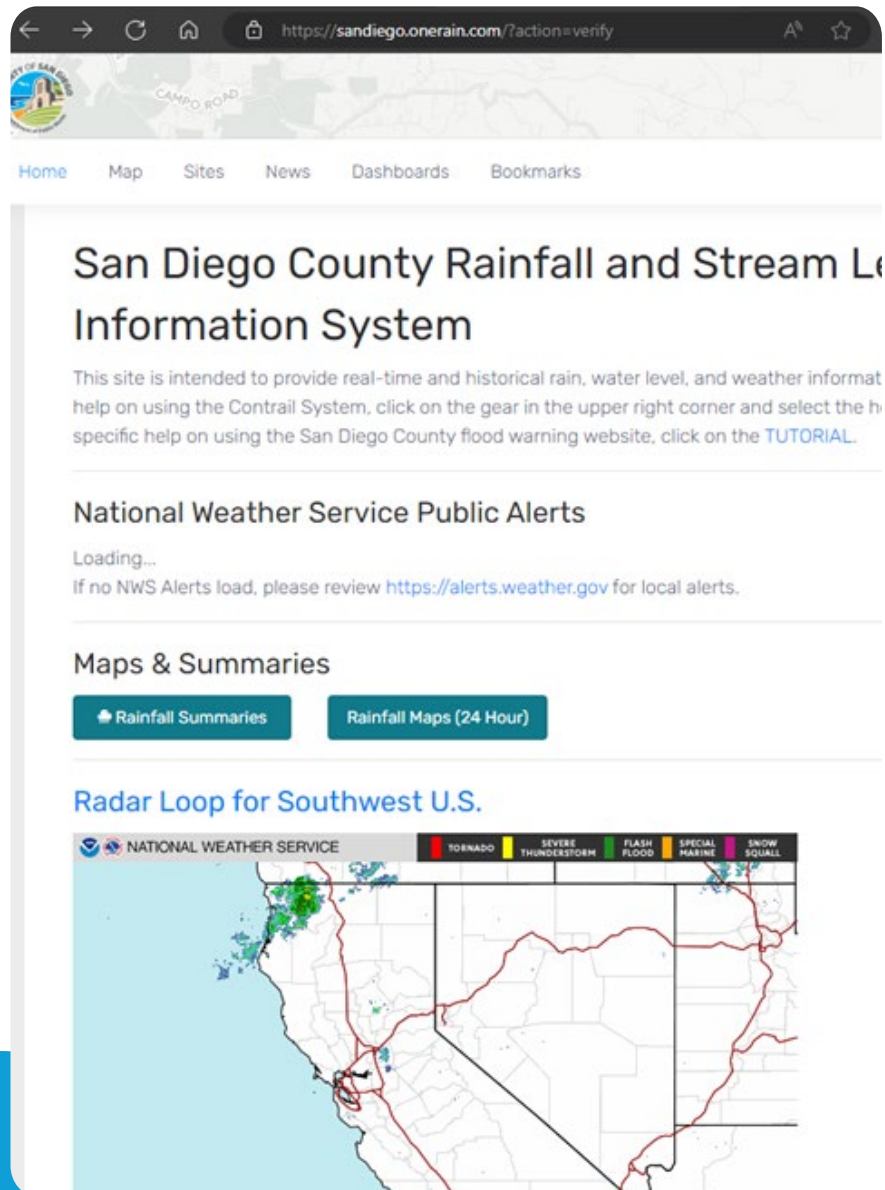 https://sandiego.onerain.com/?action=verify
CAMPO ROAD
Home Map Sites News Dashboards Bookmarks
San Diego County Rainfall and Stream Le
Information System
This site is intended to provide real-time and historical rain, water level, and weather informat
help on using the Contrail System, click on the gear in the upper right corner and select the h
specific help on using the San Diego County flood warning website, click on the TUTORIAL.
National Weather Service Public Alerts
Loading...
If no NWS Alerts load, please review https://alerts.weather.gov for local alerts.
Maps & Summaries
Rainfall Summaries Rainfall Maps (24 Hour)
Radar Loop for Southwest U.S.
NATIONAL WEATHER SERVICE TORNADO SEVERE THUNDERSTORM FLASH FLOOD SPECIAL MARINE SNOW SQUALL